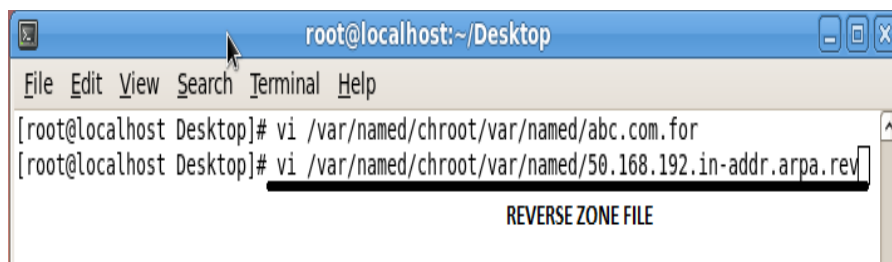 root@localhost:~/Desktop
File Edit View Search Terminal Help
[root@localhost Desktop]# vi /var/named/chroot/var/named/abc.com.for
[root@localhost Desktop]# vi /var/named/chroot/var/named/50.168.192.in-addr.arpa.rev
REVERSE ZONE FILE